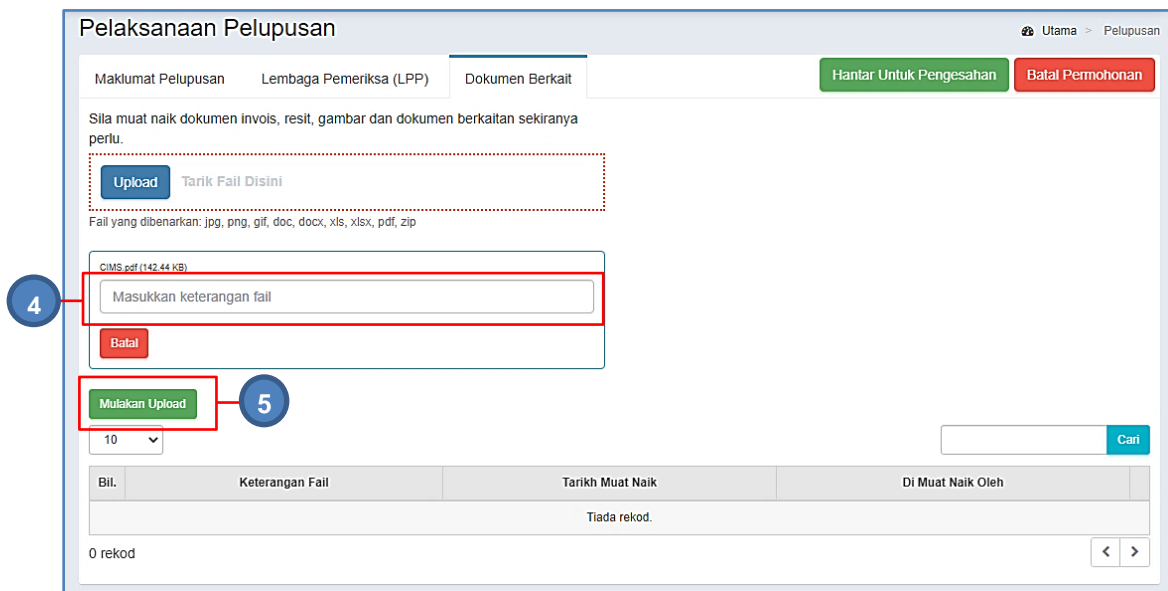 Pelaksanaan Pelupusan
Utama > Pelupusan
Maklumat Pelupusan Lembaga Pemeriksa (LPP) Dokumen Berkait Hantar Untuk Pengesahan Batal Permohonan
Sila muat naik dokumen invois, resit, gambar dan dokumen berkaitan sekiranya
perlu.
Upload Tarik Fail Disini
Fail yang dibenarkan: jpg, png, gif, doc, docx, xls, xlsx, pdf, zip
CIMS.pdf (142.44 KB)
4 Masukkan keterangan fail
Batal
Mulakan Upload 5
10 Cari
Bil. Keterangan Fail Tarikh Muat Naik Di Muat Naik Oleh
Tiada rekod.
0 rekod < >